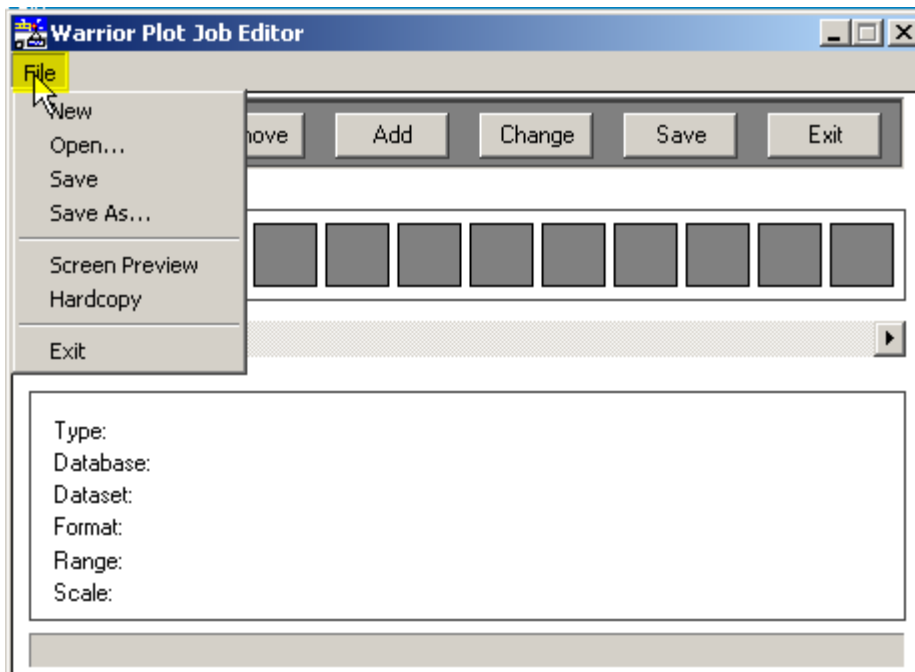 Warrior Plot Job Editor
File
New
Open...
Save
Save As...
Screen Preview
Hardcopy
Exit
Add
Change
Save
Exit
Type:
Database:
Dataset:
Format:
Range:
Scale: